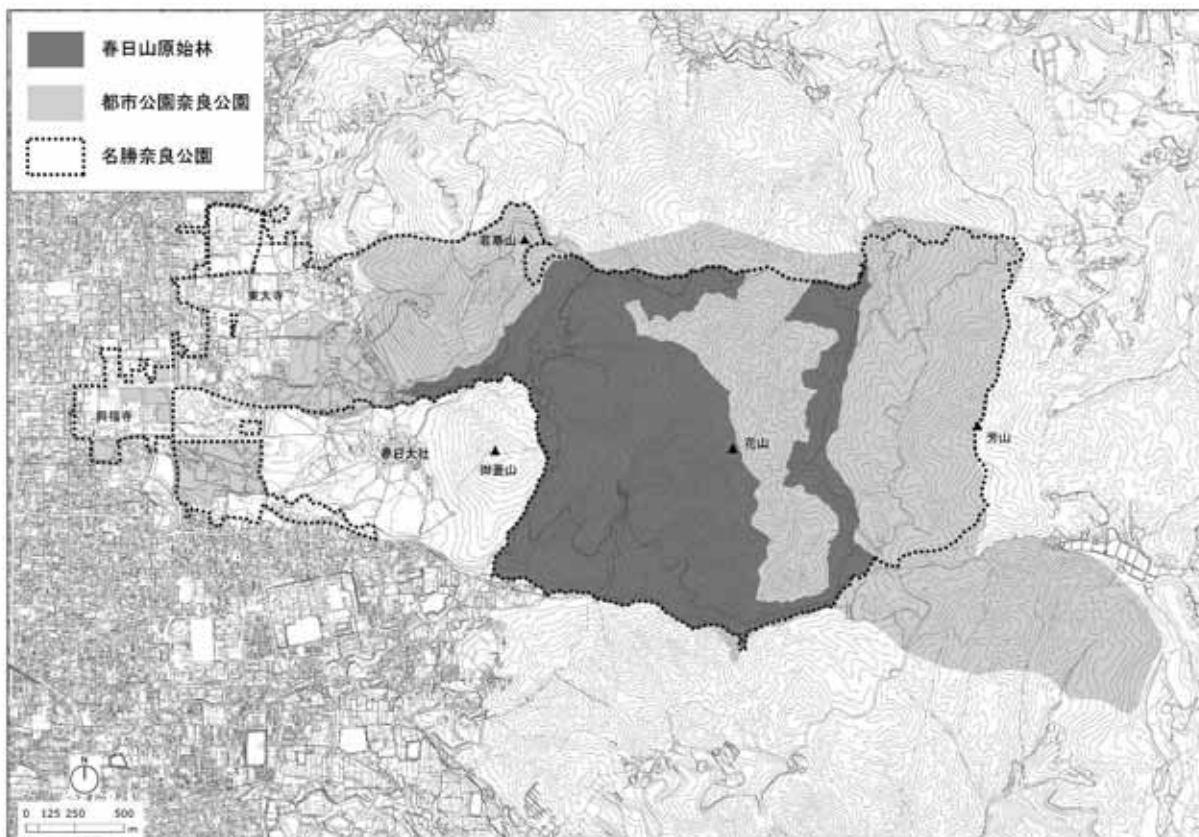 春日山原始林
都市公園奈良公園
名勝奈良公園
若草山
東大寺
興福寺
春日大社
御蓋山
花山
芳山
N
0 125 250 500
m